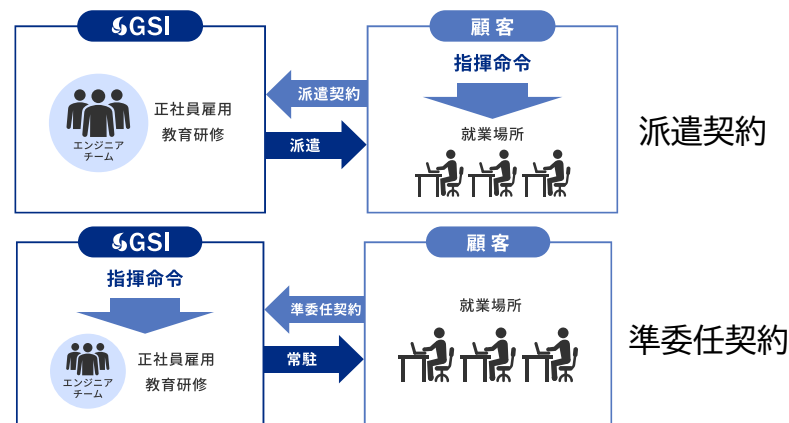 GSI
顧客
指揮命令
派遣契約
正社員雇用
教育研修
エンジニア
チーム
派遣
就業場所
派遣契約
GSI
顧客
指揮命令
準委任契約
就業場所
正社員雇用
教育研修
エンジニア
チーム
常駐
準委任契約